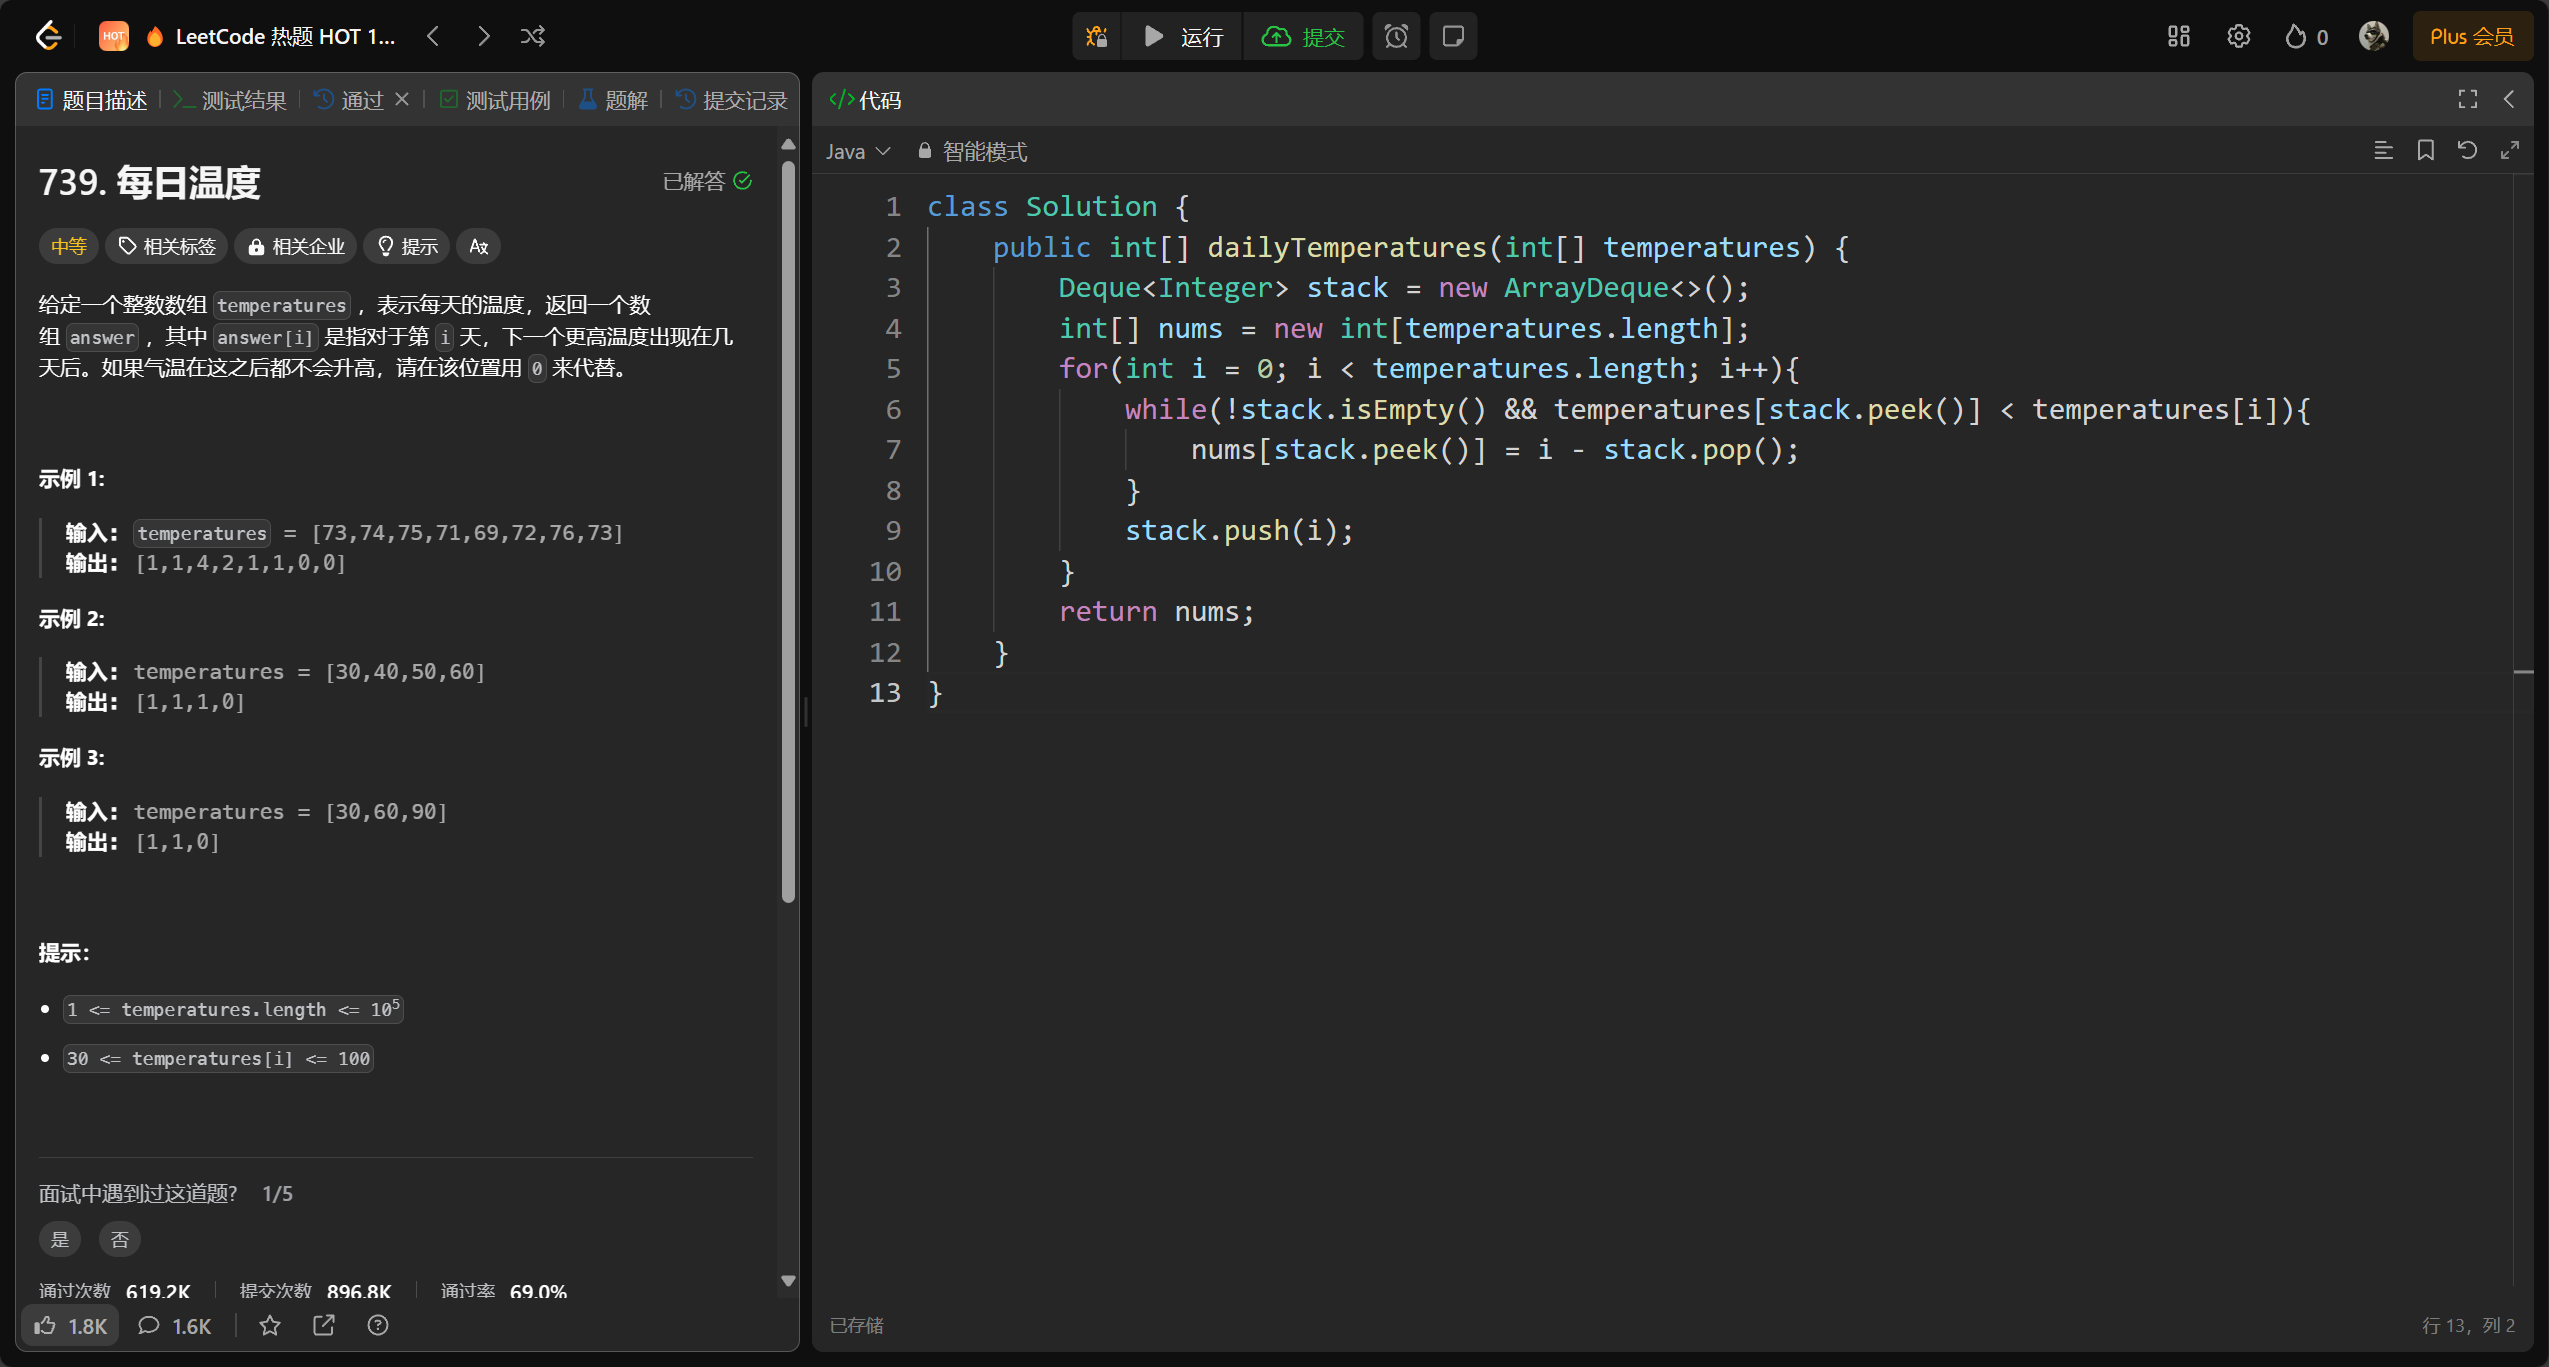 HOT LeetCode 热题 HOT 1... 运行 提交 0 Plus 会员
题目描述 测试结果 通过 测试用例 题解 提交记录
739. 每日温度 已解答
中等 相关标签 相关企业 提示
给定一个整数数组 temperatures ，表示每天的温度，返回一个数
组 answer ，其中 answer[i] 是指对于第 i 天，下一个更高温度出现在几
天后。如果气温在这之后都不会升高，请在该位置用 0 来代替。
示例 1:
输入: temperatures = [73,74,75,71,69,72,76,73]
输出: [1,1,4,2,1,1,0,0]
示例 2:
输入: temperatures = [30,40,50,60]
输出: [1,1,1,0]
示例 3:
输入: temperatures = [30,60,90]
输出: [1,1,0]
提示：
1 <= temperatures.length <= 10⁵
30 <= temperatures[i] <= 100
面试中遇到过这道题? 1/5
是 否
通过次数 619.2K 提交次数 896.8K 通过率 69.0%
1.8K 1.6K
代码
Java 智能模式
1 class Solution {
2 public int[] dailyTemperatures(int[] temperatures) {
3 Deque<Integer> stack = new ArrayDeque<>();
4 int[] nums = new int[temperatures.length];
5 for(int i = 0; i < temperatures.length; i++){
6 while(!stack.isEmpty() && temperatures[stack.peek()] < temperatures[i]){
7 nums[stack.peek()] = i - stack.pop();
8 }
9 stack.push(i);
10 }
11 return nums;
12 }
13 }
已存储 行 13，列 2